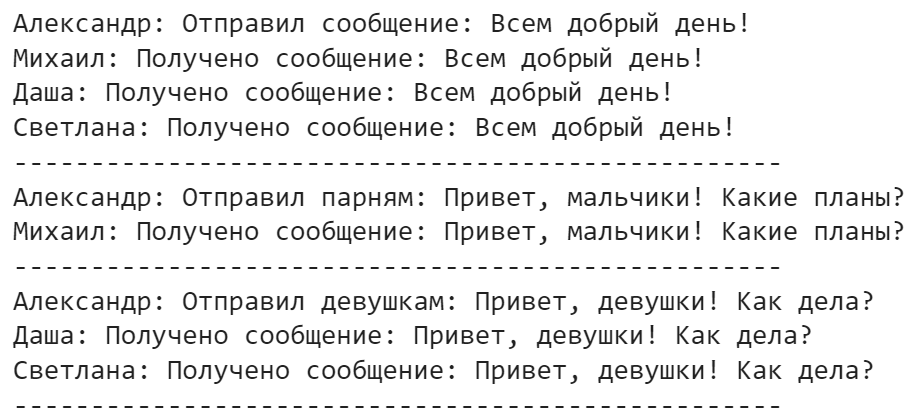 Александр: Отправил сообщение: Всем добрый день!
Михаил: Получено сообщение: Всем добрый день!
Даша: Получено сообщение: Всем добрый день!
Светлана: Получено сообщение: Всем добрый день!
--------------------------------------------------
Александр: Отправил парням: Привет, мальчики! Какие планы?
Михаил: Получено сообщение: Привет, мальчики! Какие планы?
--------------------------------------------------
Александр: Отправил девушкам: Привет, девушки! Как дела?
Даша: Получено сообщение: Привет, девушки! Как дела?
Светлана: Получено сообщение: Привет, девушки! Как дела?
--------------------------------------------------